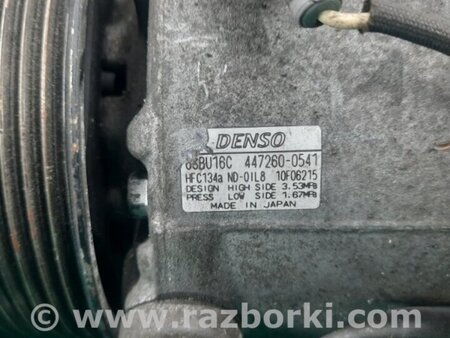 DENSO
6SBU16C 447260-0541
HFC134a ND-OIL8 10F06215
DESIGN HIGH SIDE 3.53MPa
PRESS LOW SIDE 1.67MPa
MADE IN JAPAN
www.razborki.com